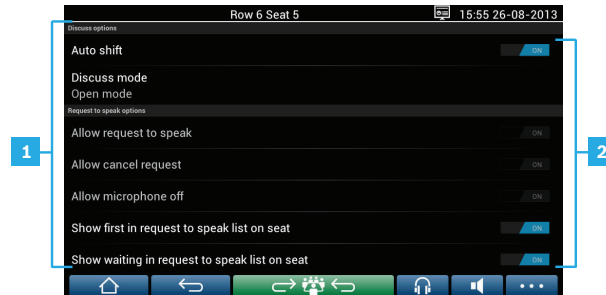 Row 6 Seat 5
15:55 26-08-2013
Discuss options
Auto shift
ON
Discuss mode
Open mode
Request to speak options
Allow request to speak
ON
Allow cancel request
ON
Allow microphone off
ON
Show first in request to speak list on seat
ON
Show waiting in request to speak list on seat
ON
1
2